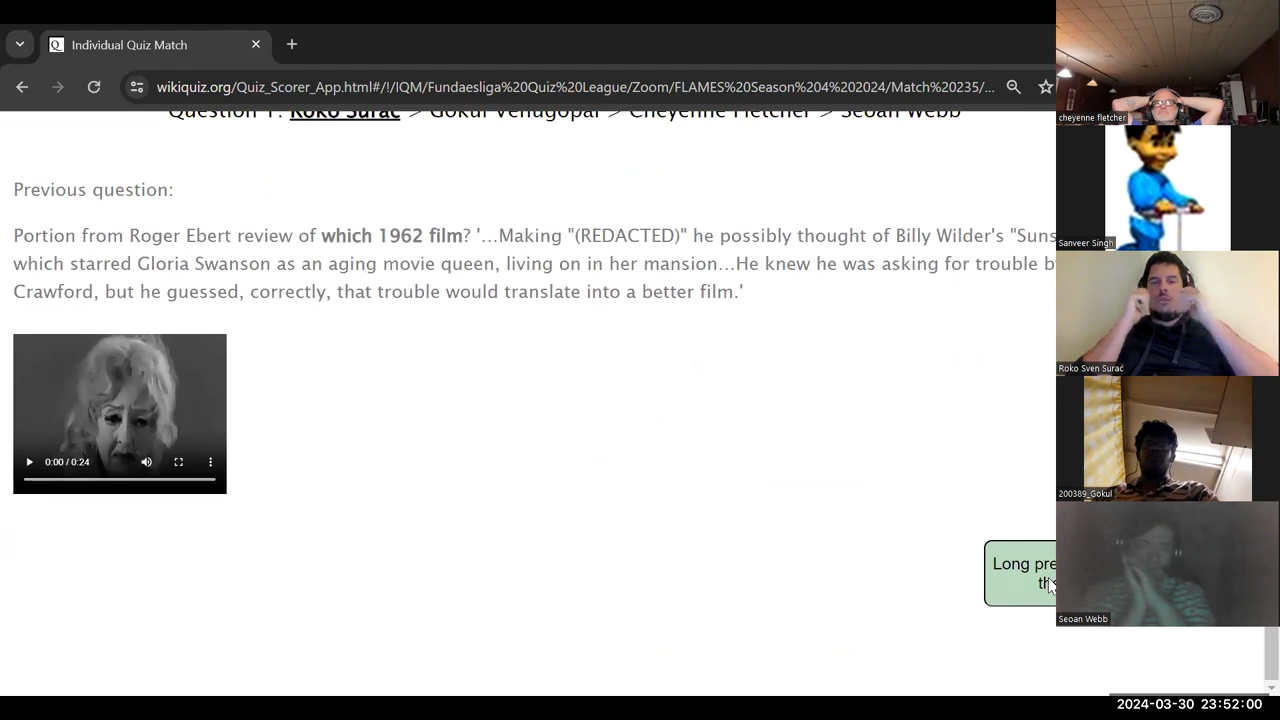 Individual Quiz Match
wikiquiz.org/Quiz_Scorer_App.html#/!/IQM/Fundaesliga%20Quiz%20League/Zoom/FLAMES%20Season%204%202024/Match%20235/...
Question 1: Roko Surac > Gokul Venugopal > Cheyenne Fletcher > Seoan Webb
Previous question:
Portion from Roger Ebert review of which 1962 film? '...Making "(REDACTED)" he possibly thought of Billy Wilder's "Suns
which starred Gloria Swanson as an aging movie queen, living on in her mansion...He knew he was asking for trouble b
Crawford, but he guessed, correctly, that trouble would translate into a better film.'
0:00 / 0:24
Long pre
th
cheyenne fletcher
Sanveer Singh
Roko Sven Surać
200389_Gokul
Seoan Webb
2024-03-30 23:52:00